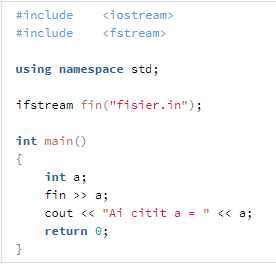 #include    <iostream>
#include    <fstream>
using namespace std;
ifstream fin("fisier.in");
int main()
{
    int a;
    fin >> a;
    cout << "Ai citit a = " << a;
    return 0;
}